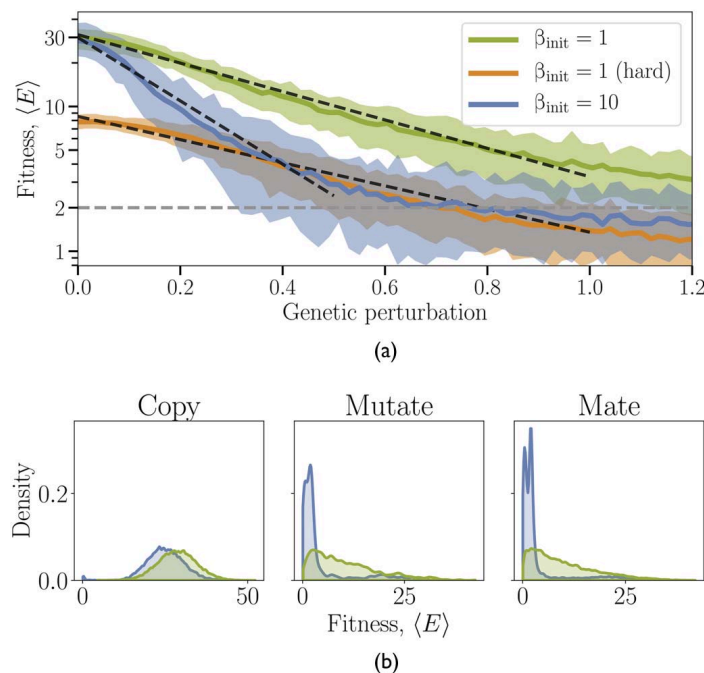 30
10
5
2
1
Fitness, ⟨E⟩
β_init = 1
β_init = 1 (hard)
β_init = 10
0.0 0.2 0.4 0.6 0.8 1.0 1.2
Genetic perturbation
(a)
Copy Mutate Mate
Density
0.2
0.0
0 50 0 25 0 25
Fitness, ⟨E⟩
(b)